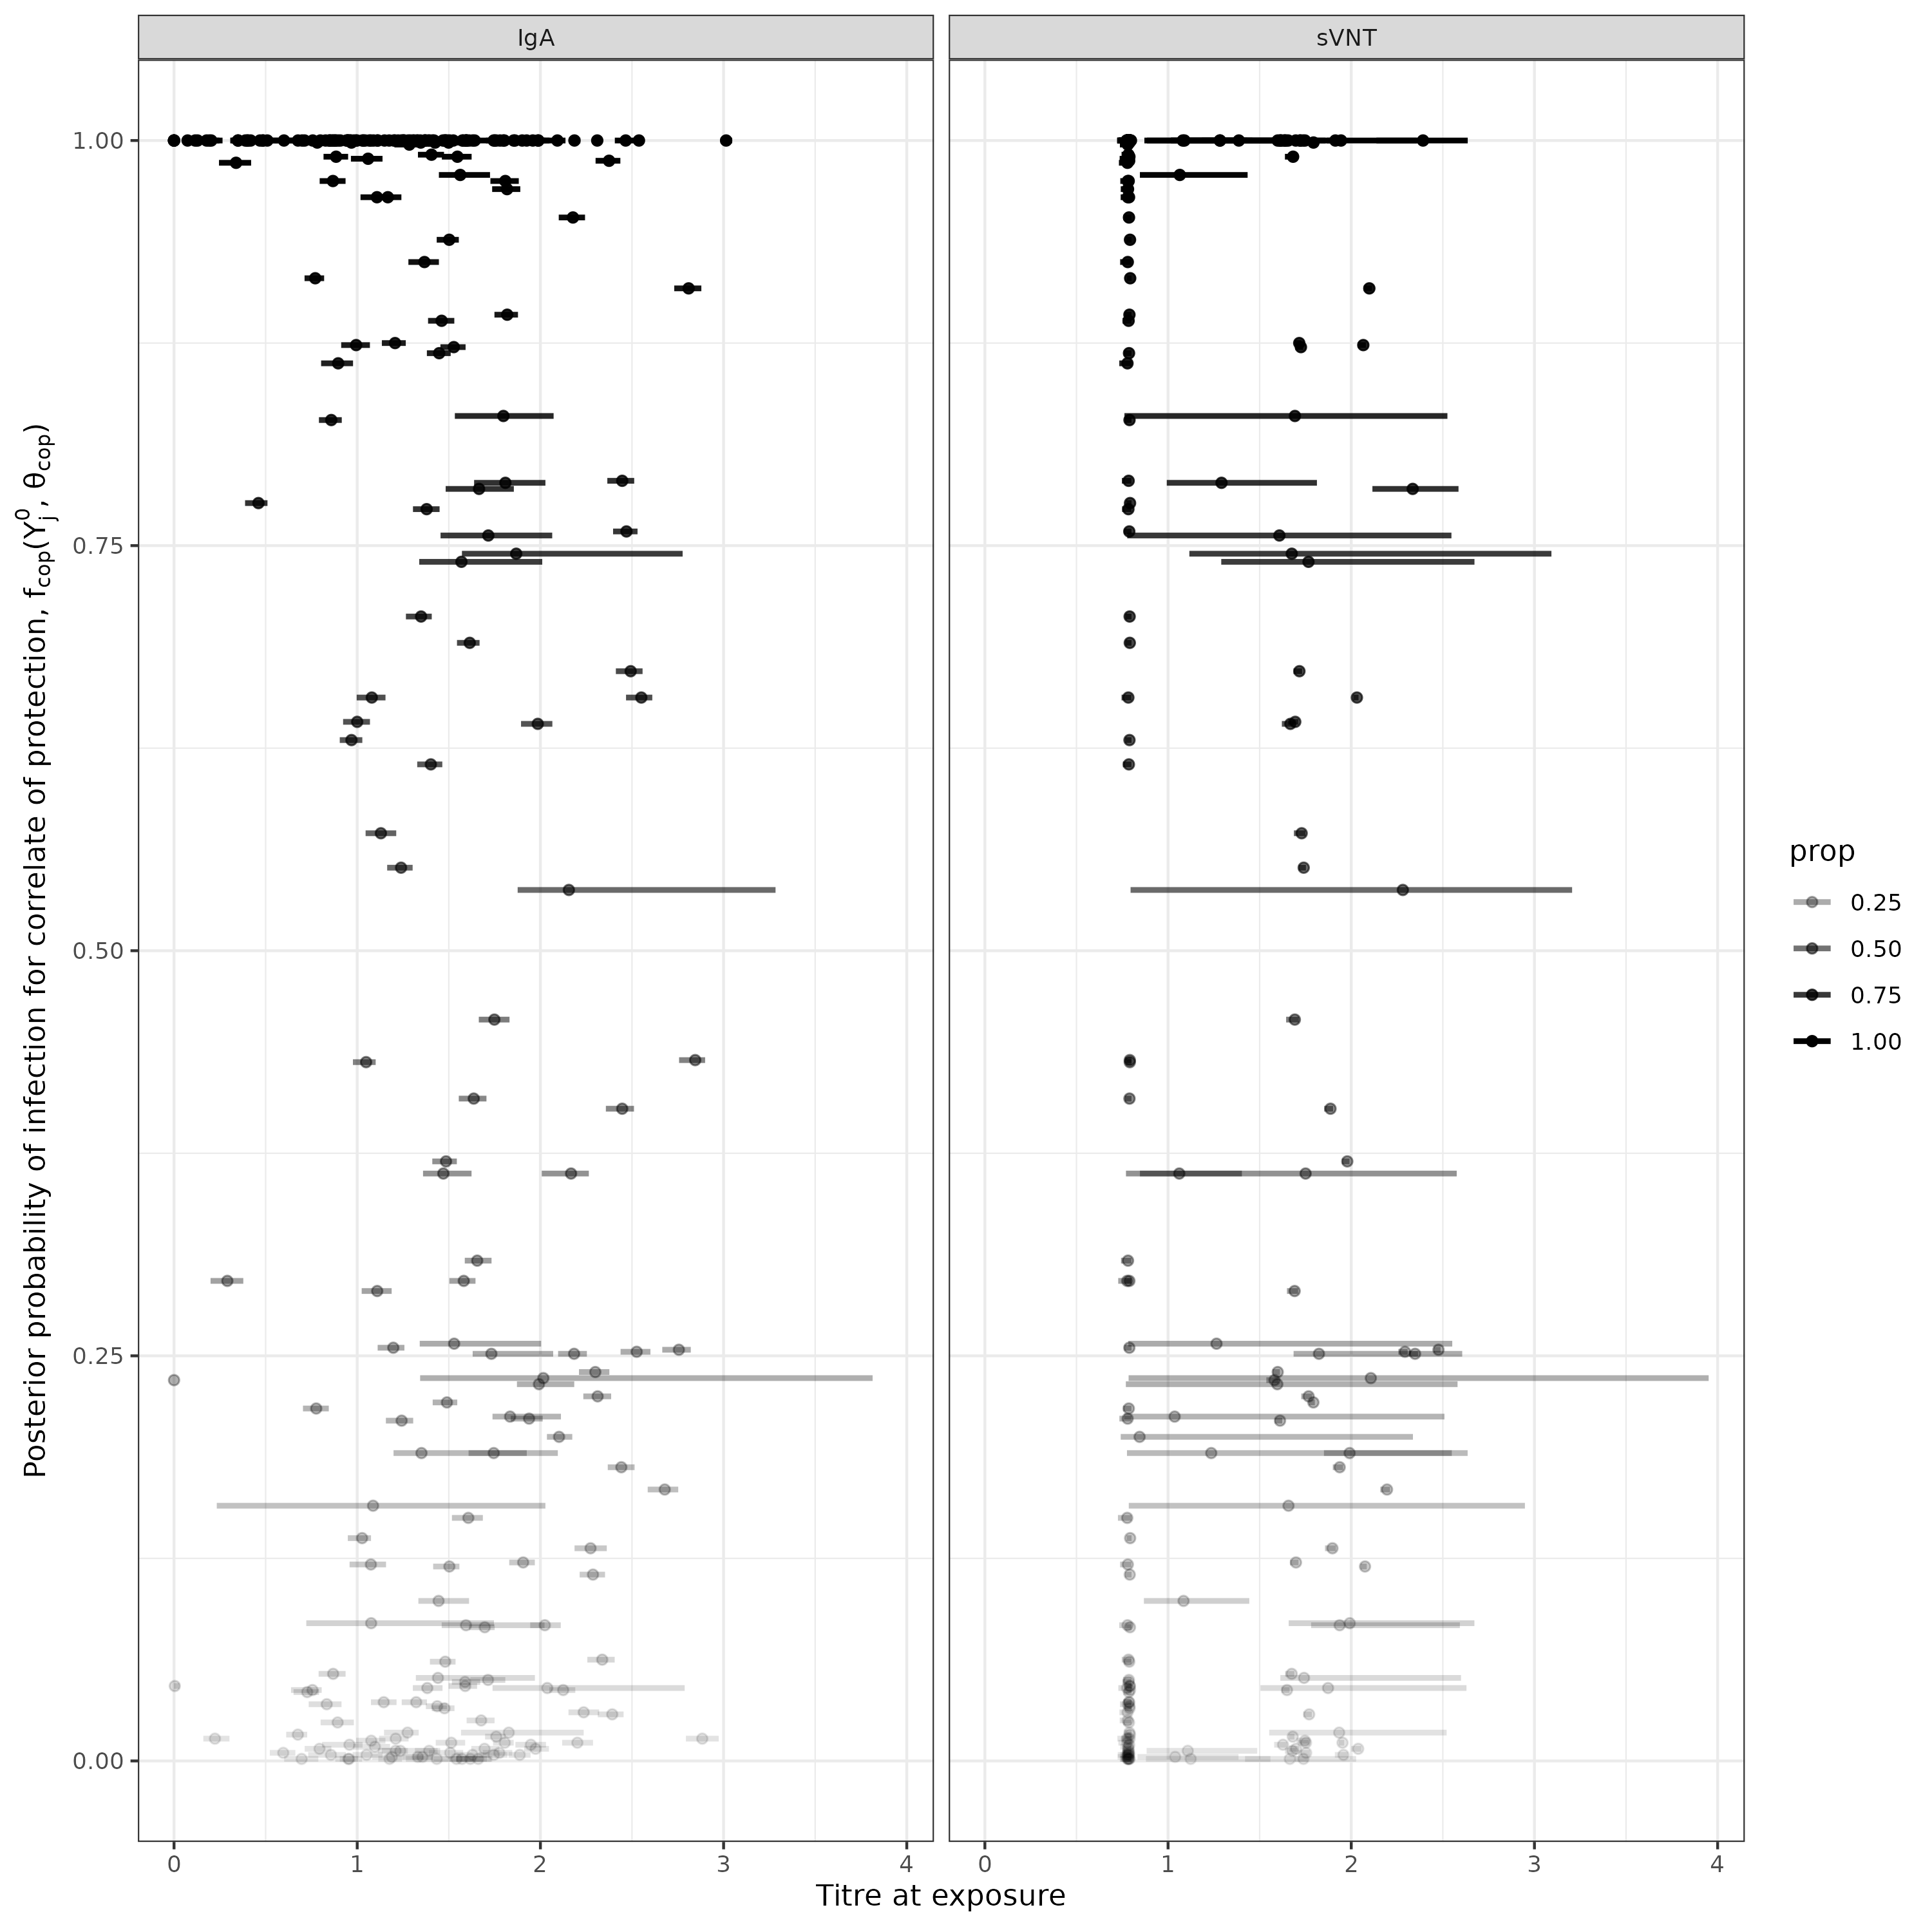 IgA
sVNT
Posterior probability of infection for correlate of protection, f_cop(Y_j^0, θ_cop)
1.00
0.75
0.50
0.25
0.00
0 1 2 3 4
0 1 2 3 4
Titre at exposure
prop
0.25
0.50
0.75
1.00